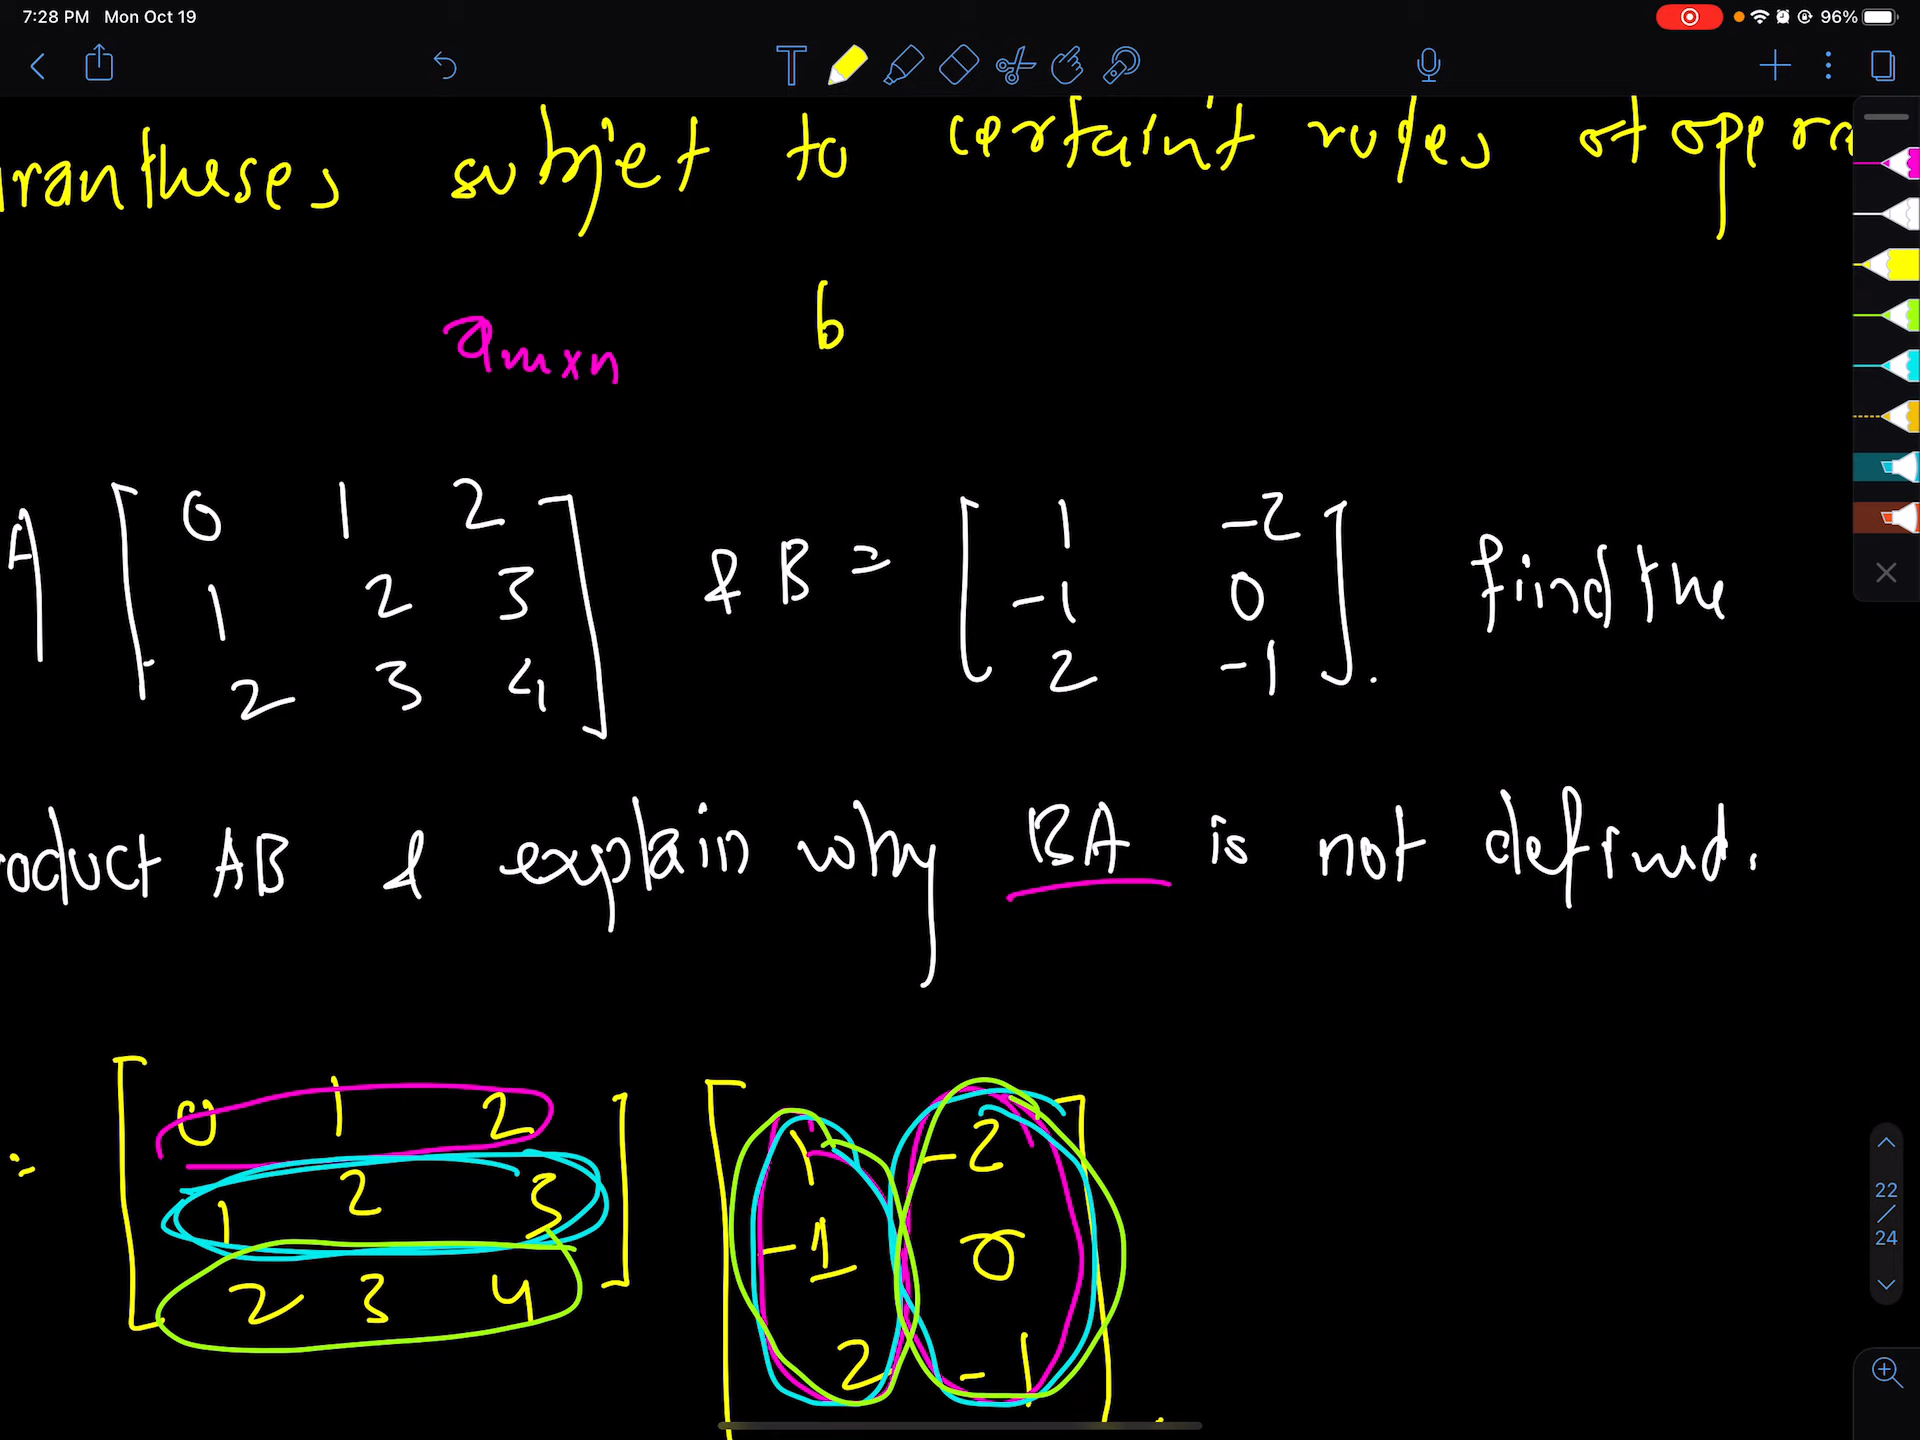 7:28 PM Mon Oct 19
96%
rantheses subjet to certaint rules of opera
a m×n b
A [ 0 1 2 ] & B = [ 1 -2 ] find the
1 2 3 -1 0
2 3 4 2 -1 .
oduct AB & explain why BA is not defined.
= [ 0 1 2 ] [ 1 -2 ]
1 2 3 -1 0
2 3 4 2 -1
22
/
24